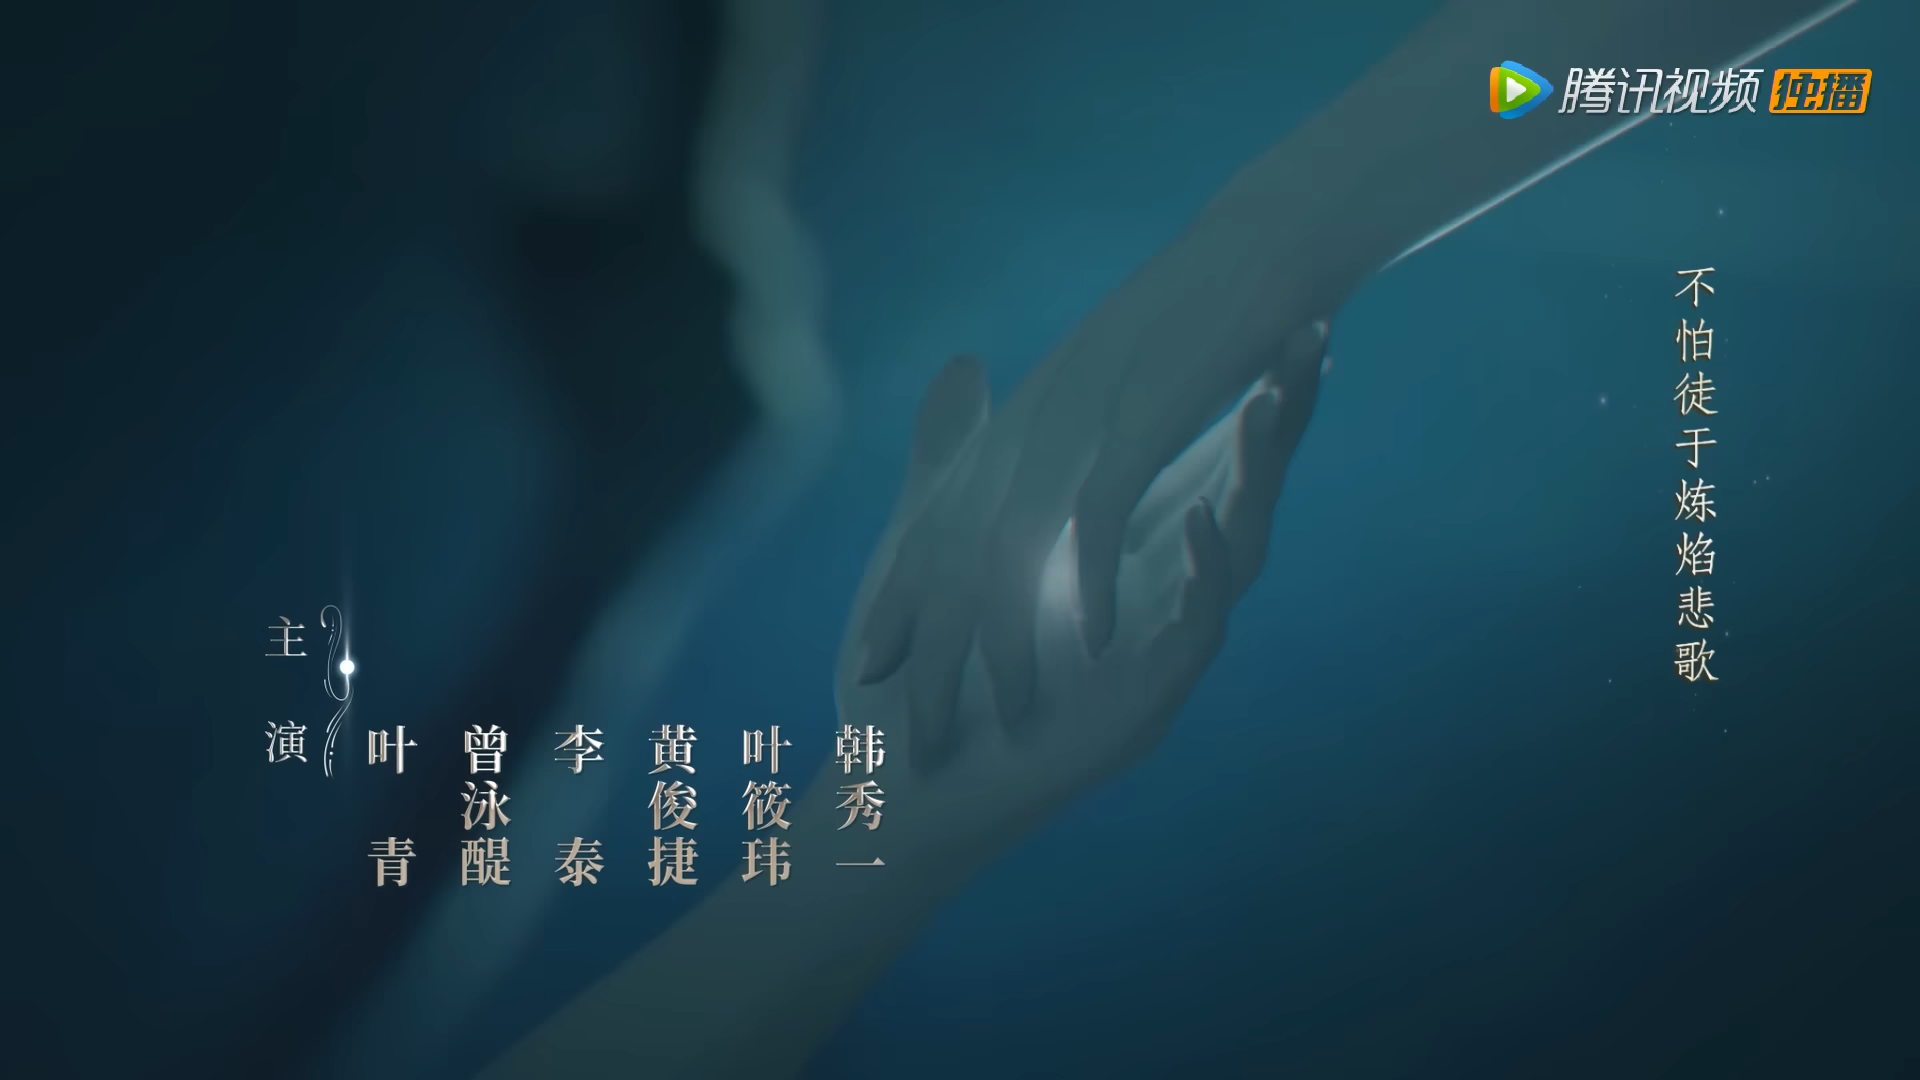 腾讯视频 独播
不怕徒于炼焰悲歌
主演
叶青
曾泳醍
李泰
黄俊捷
叶筱玮
韩秀一